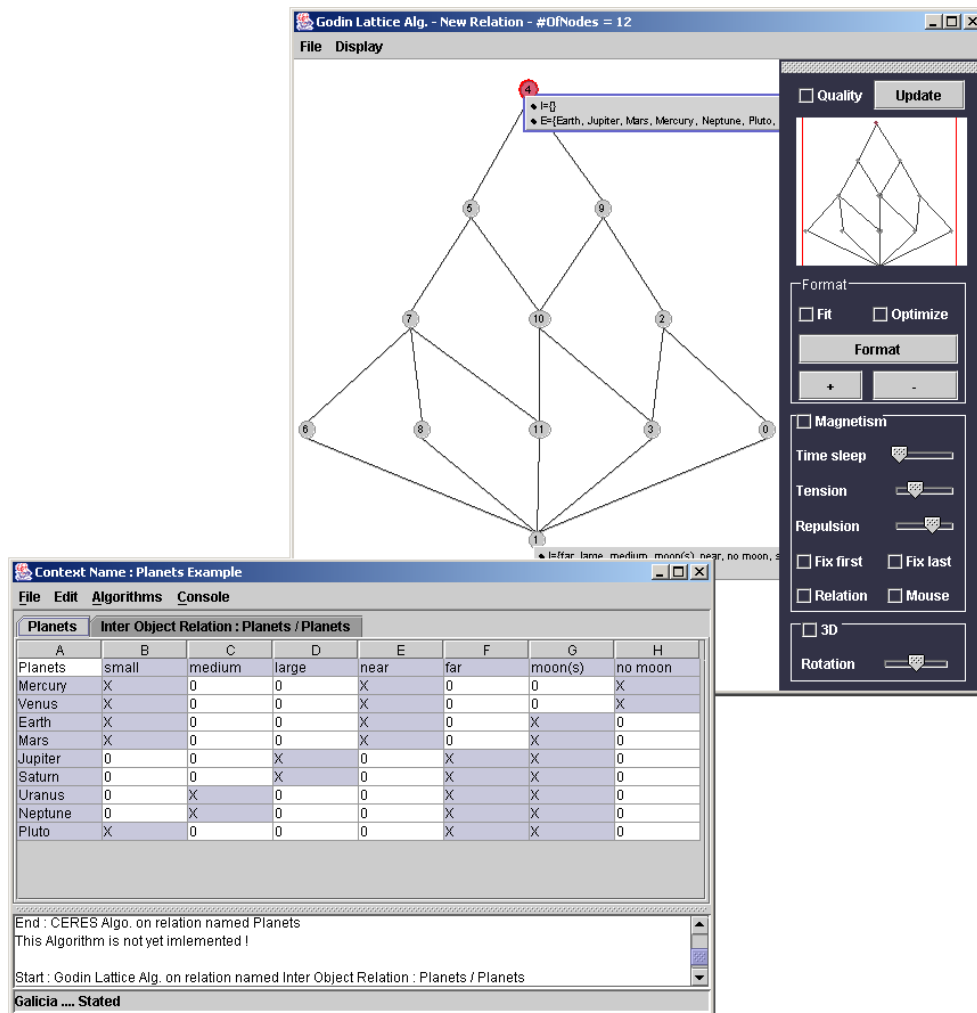 Godin Lattice Alg. - New Relation - #OfNodes = 12
File Display
4
I={}
E={Earth, Jupiter, Mars, Mercury, Neptune, Pluto,
5 9
7 10 2
6 8 11 3 0
1
I={far, large, medium, moon(s), near, no moon, s
Quality Update
Format
Fit Optimize
Format
+ -
Magnetism
Time sleep
Tension
Repulsion
Fix first Fix last
Relation Mouse
3D
Rotation
Context Name : Planets Example
File Edit Algorithms Console
Planets Inter Object Relation : Planets / Planets
A B C D E F G H
Planets small medium large near far moon(s) no moon
Mercury X 0 0 X 0 0 X
Venus X 0 0 X 0 0 X
Earth X 0 0 X 0 X 0
Mars X 0 0 X 0 X 0
Jupiter 0 0 X 0 X X 0
Saturn 0 0 X 0 X X 0
Uranus 0 X 0 0 X X 0
Neptune 0 X 0 0 X X 0
Pluto X 0 0 0 X X 0
End : CERES Algo. on relation named Planets
This Algorithm is not yet imlemented !
Start : Godin Lattice Alg. on relation named Inter Object Relation : Planets / Planets
Galicia .... Stated